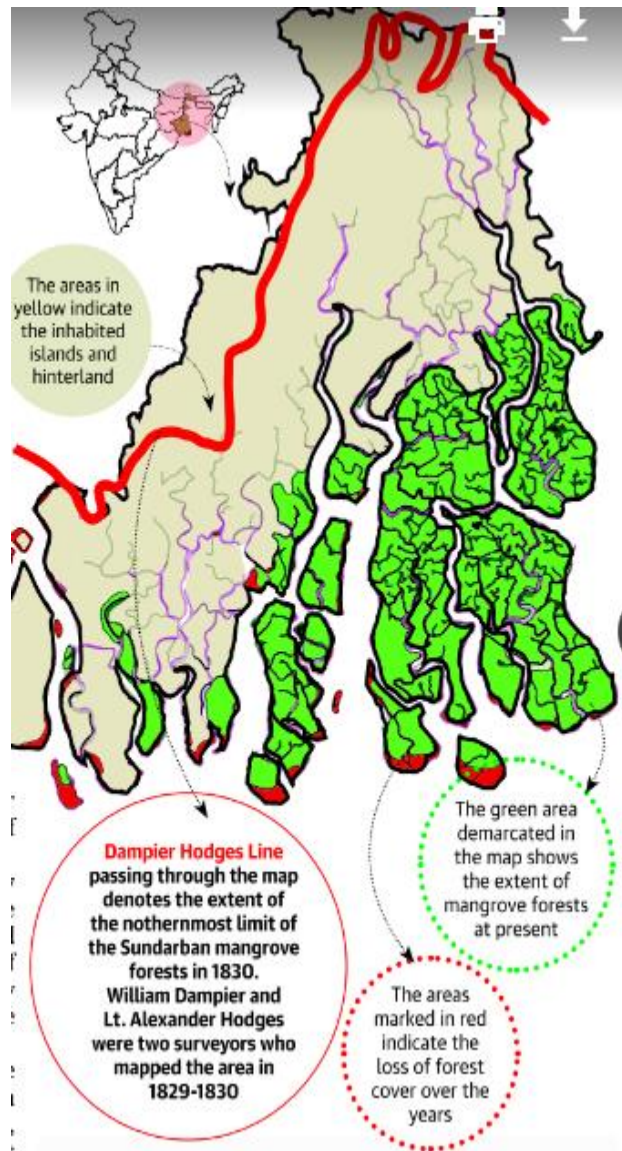 The areas in
yellow indicate
the inhabited
islands and
hinterland
Dampier Hodges Line
passing through the map
denotes the extent of
the nothernmost limit of
the Sundarban mangrove
forests in 1830.
William Dampier and
Lt. Alexander Hodges
were two surveyors who
mapped the area in
1829-1830
The green area
demarcated in
the map shows
the extent of
mangrove forests
at present
The areas
marked in red
indicate the
loss of forest
cover over the
years